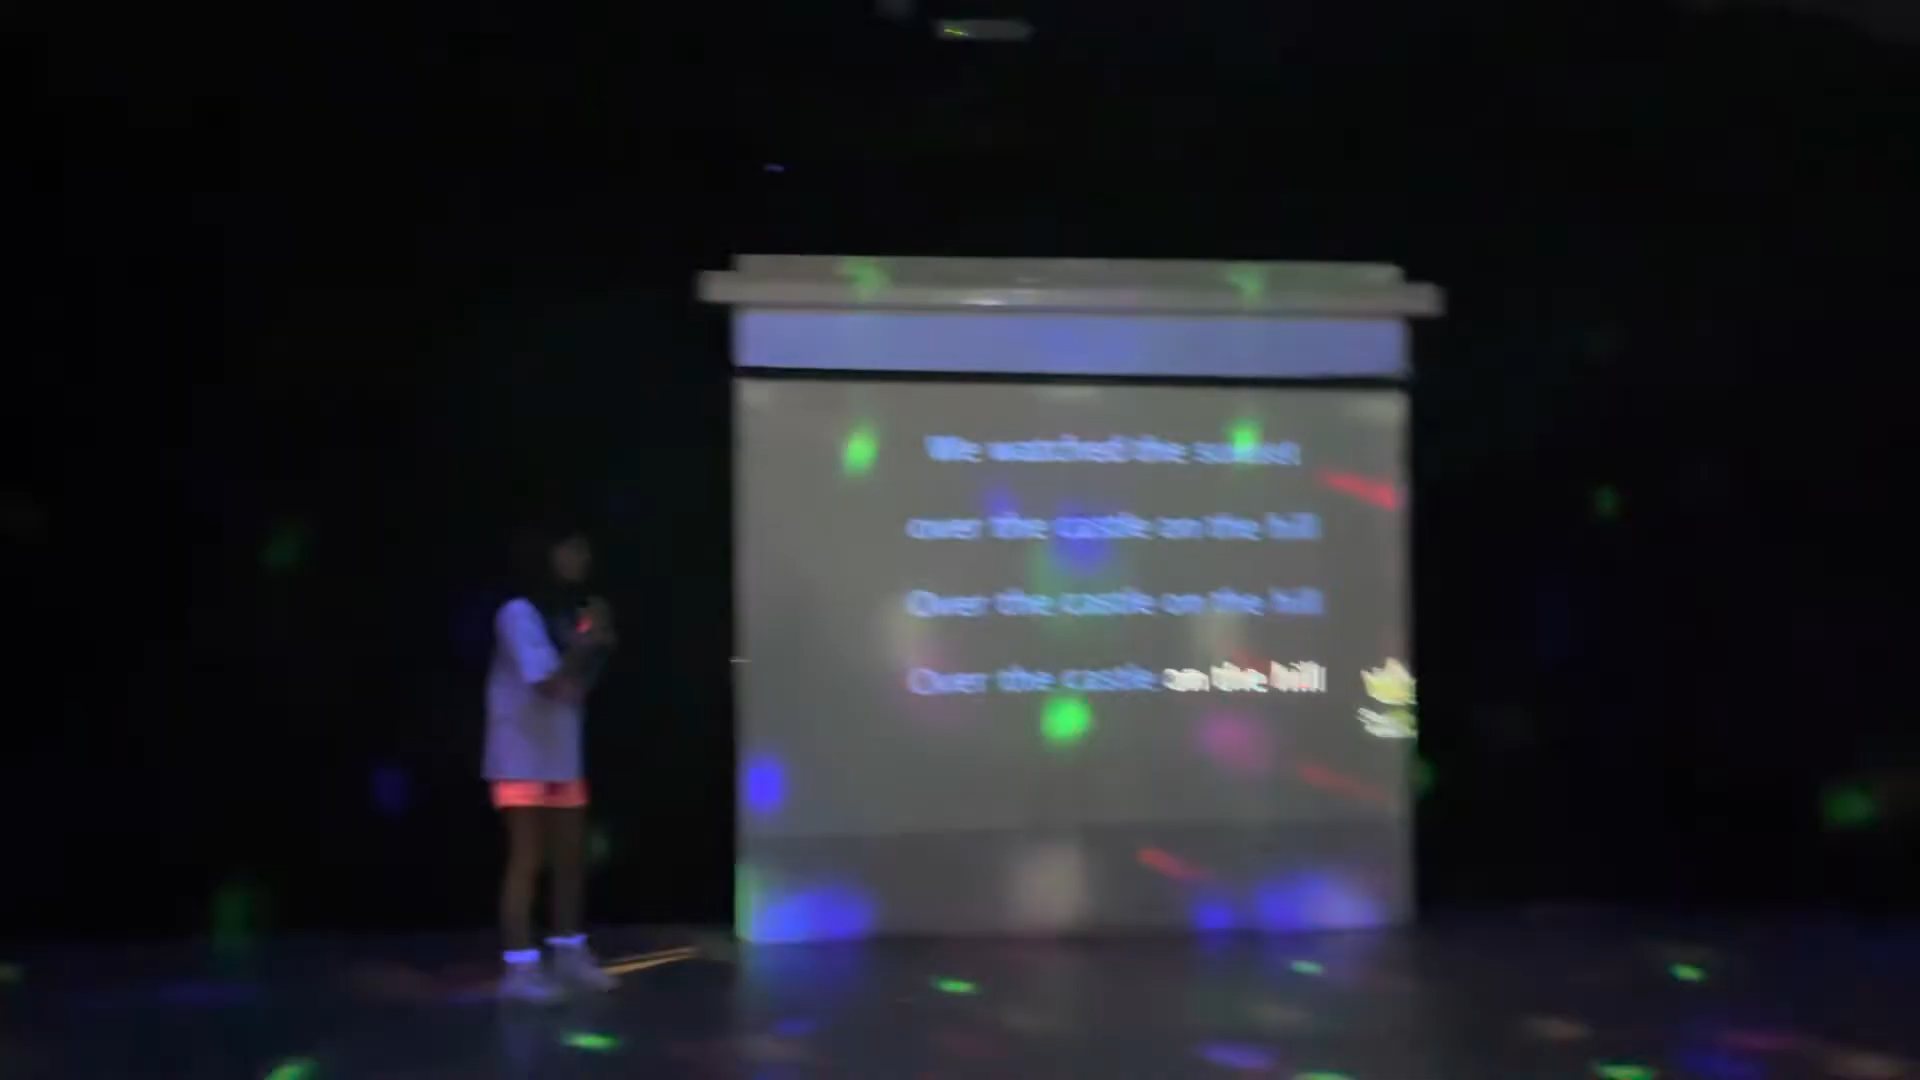 We watched the sunset
over the castle on the hill
Over the castle on the hill
Over the castle on the hill